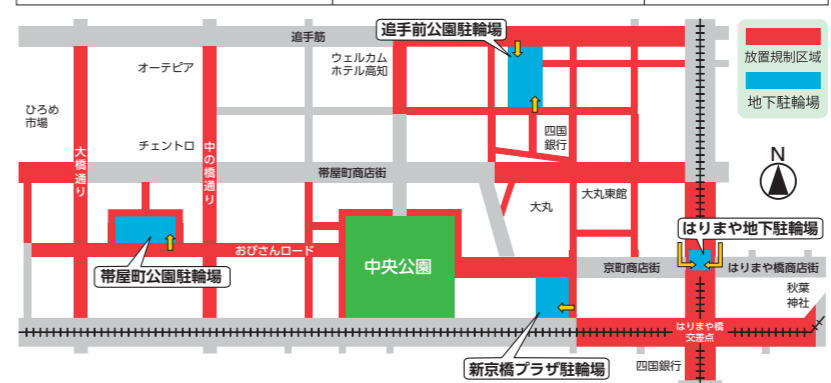 追手筋
追手前公園駐輪場
放置規制区域
地下駐輪場
オーテピア
ウェルカム
ホテル高知
ひろめ
市場
チェントロ
大橋通り
中の橋通り
四国
銀行
帯屋町商店街
N
大丸
大丸東館
はりまや地下駐輪場
おびさんロード
帯屋町公園駐輪場
中央公園
京町商店街
はりまや橋商店街
秋葉
神社
はりまや橋
交差点
新京橋プラザ駐輪場
四国銀行